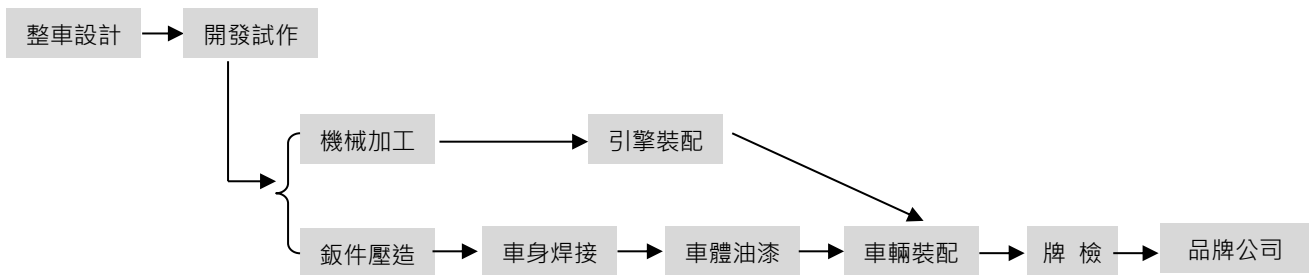 整車設計
開發試作
機械加工
引擎裝配
鈑件壓造
車身焊接
車體油漆
車輛裝配
牌 檢
品牌公司